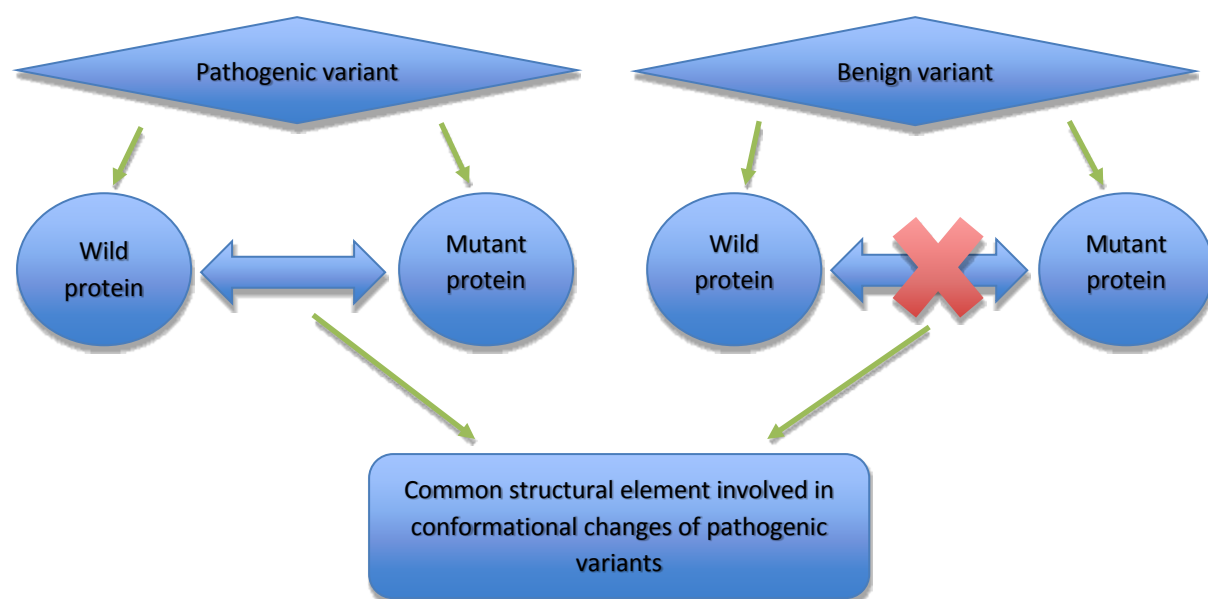 Pathogenic variant
Benign variant
Wild
protein
Mutant
protein
Wild
protein
Mutant
protein
Common structural element involved in
conformational changes of pathogenic
variants